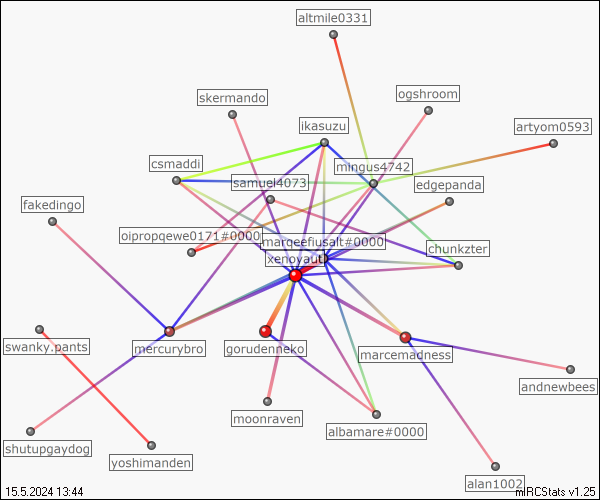 altmile0331
skermando
ogshroom
ikasuzu
artyom0593
csmaddi
mingus4742
samuel4073
edgepanda
fakedingo
oipropqewe0171#0000
marqeefiusalt#0000
chunkzter
xenoyaut
swanky.pants
mercurybro
gorudenneko
marcemadness
andnewbees
moonraven
albamare#0000
shutupgaydog
yoshimanden
alan1002
15.5.2024 13:44
mIRCStats v1.25